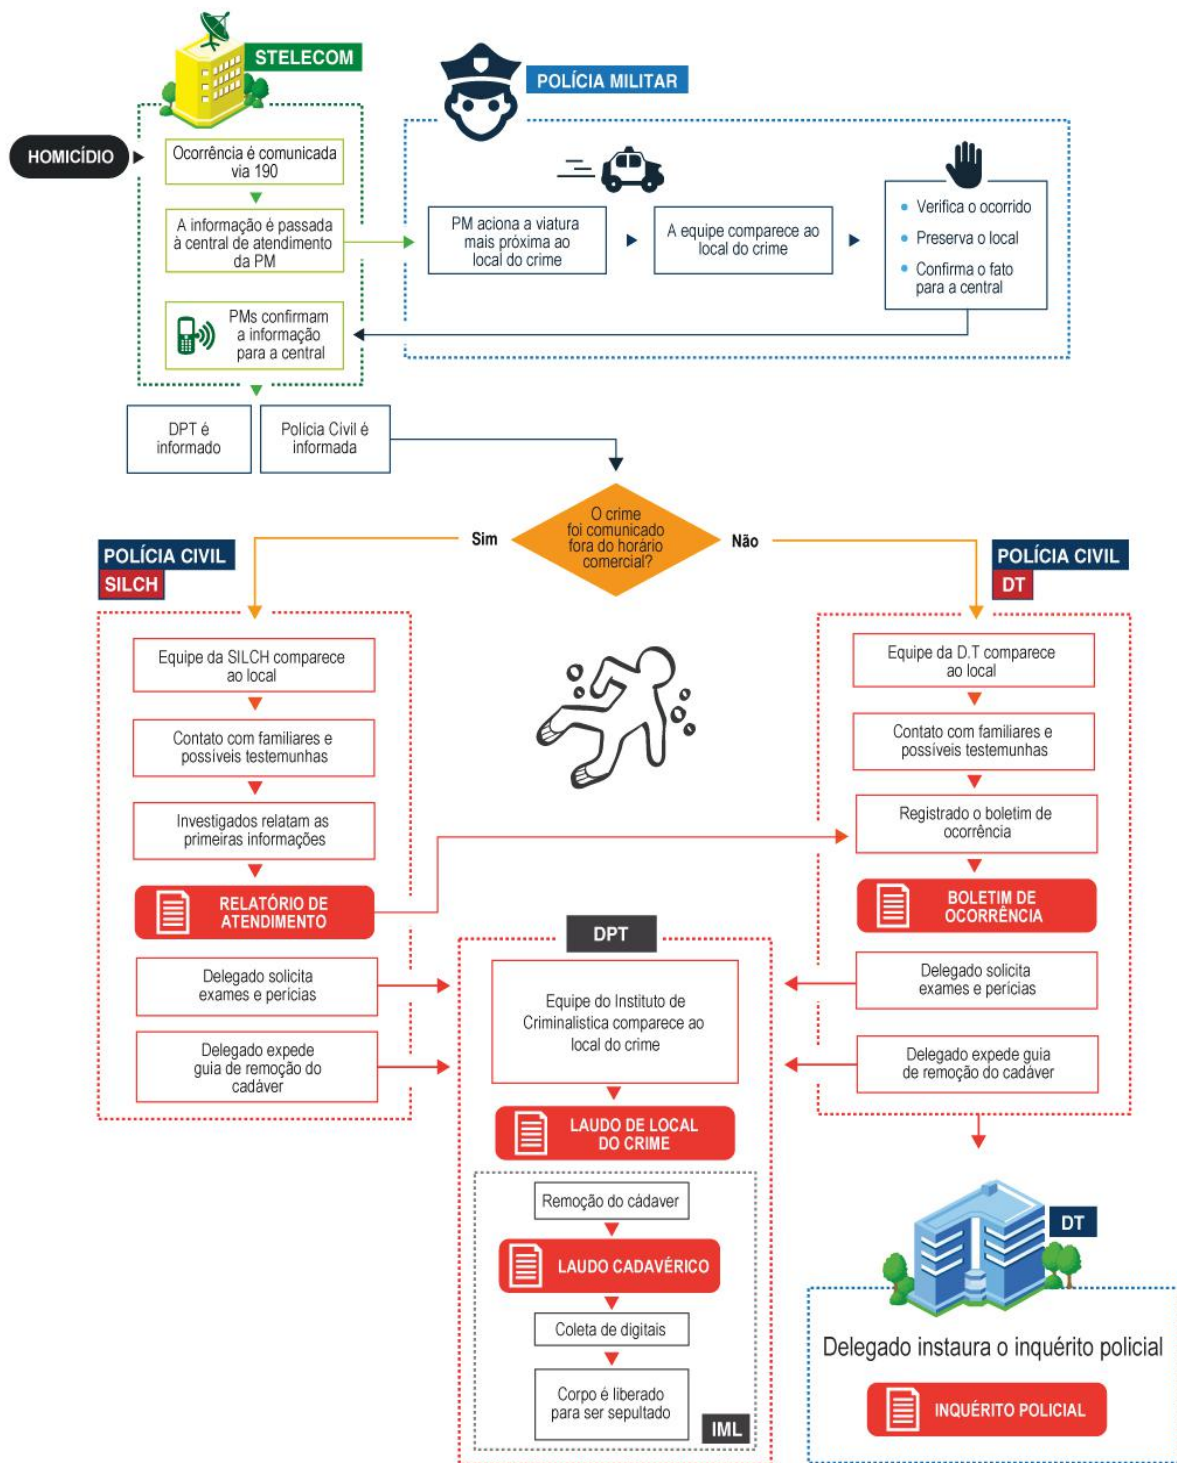 STELECOM
POLÍCIA MILITAR
HOMICÍDIO
Ocorrência é comunicada
via 190
A informação é passada
à central de atendimento
da PM
PM aciona a viatura
mais próxima ao
local do crime
A equipe comparece ao
local do crime
Verifica o ocorrido
Preserva o local
Confirma o fato
para a central
PMs confirmam
a informação
para a central
DPT é
informado
Polícia Civil é
informada
O crime
foi comunicado
fora do horário
comercial?
Sim
Não
POLÍCIA CIVIL
SILCH
Equipe da SILCH comparece
ao local
Contato com familiares e
possíveis testemunhas
Investigados relatam as
primeiras informações
RELATÓRIO DE
ATENDIMENTO
Delegado solicita
exames e perícias
Delegado expede
guia de remoção do
cadáver
POLÍCIA CIVIL
DT
Equipe da D.T comparece
ao local
Contato com familiares e
possíveis testemunhas
Registrado o boletim de
ocorrência
BOLETIM DE
OCORRÊNCIA
Delegado solicita
exames e perícias
Delegado expede guia
de remoção do cadáver
DPT
Equipe do Instituto de
Criminalistica comparece ao
local do crime
LAUDO DE LOCAL
DO CRIME
Remoção do cádaver
LAUDO CADAVÉRICO
Coleta de digitais
Corpo é liberado
para ser sepultado
IML
DT
Delegado instaura o inquérito policial
INQUÉRITO POLICIAL